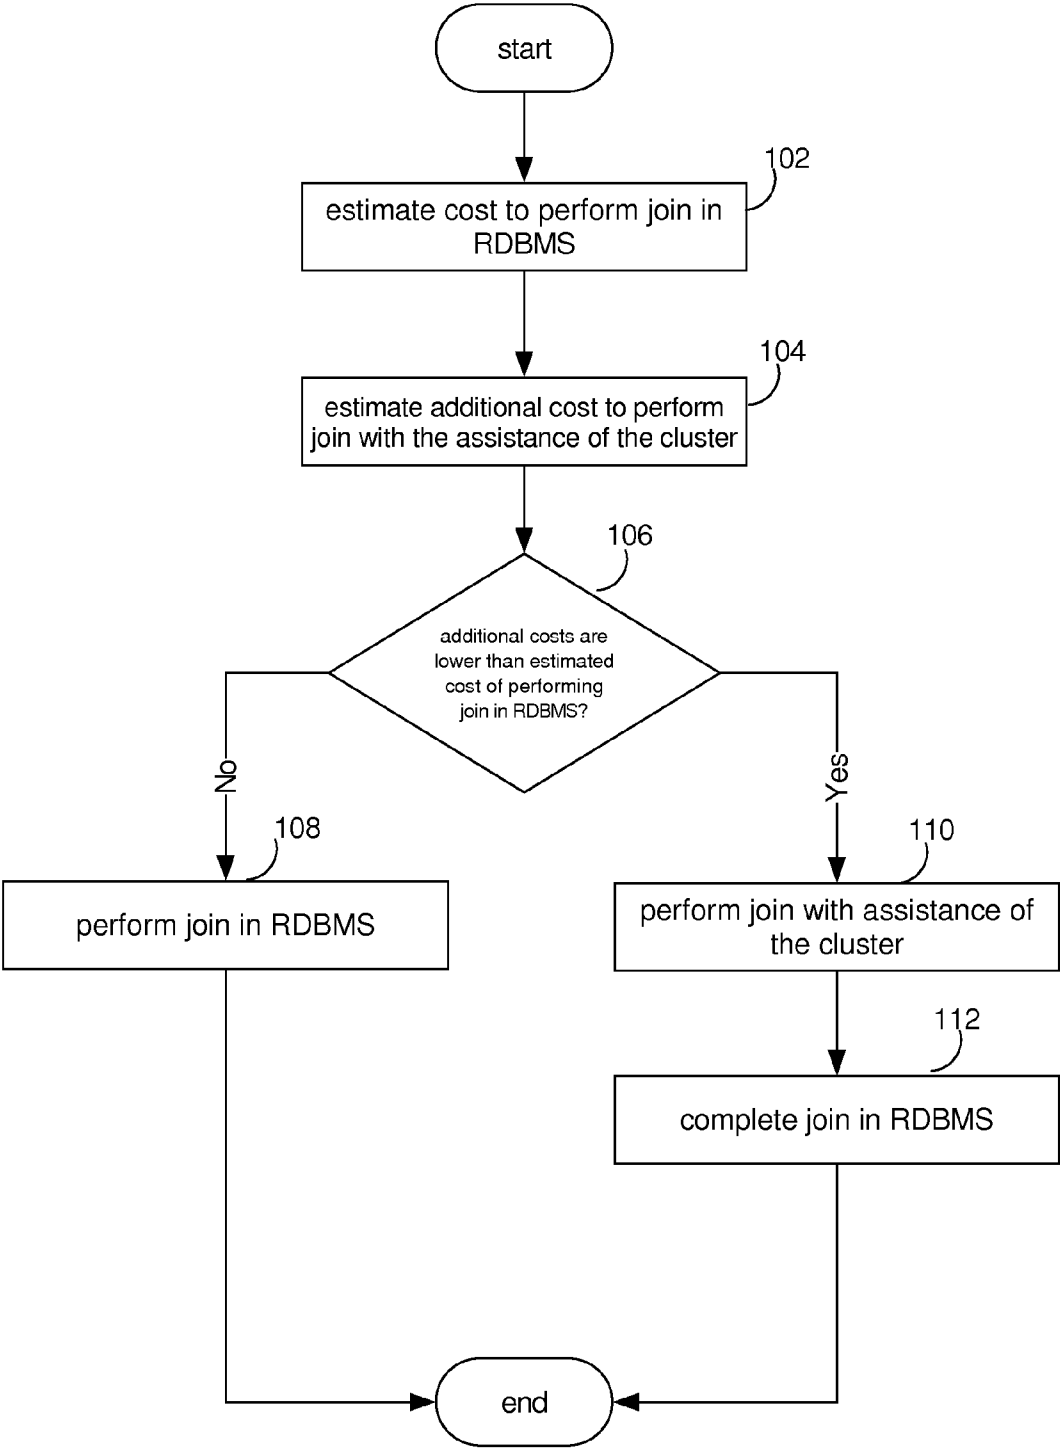 start
102
estimate cost to perform join in
RDBMS
104
estimate additional cost to perform
join with the assistance of the cluster
106
additional costs are
lower than estimated
cost of performing
join in RDBMS?
No
Yes
108
perform join in RDBMS
110
perform join with assistance of
the cluster
112
complete join in RDBMS
end